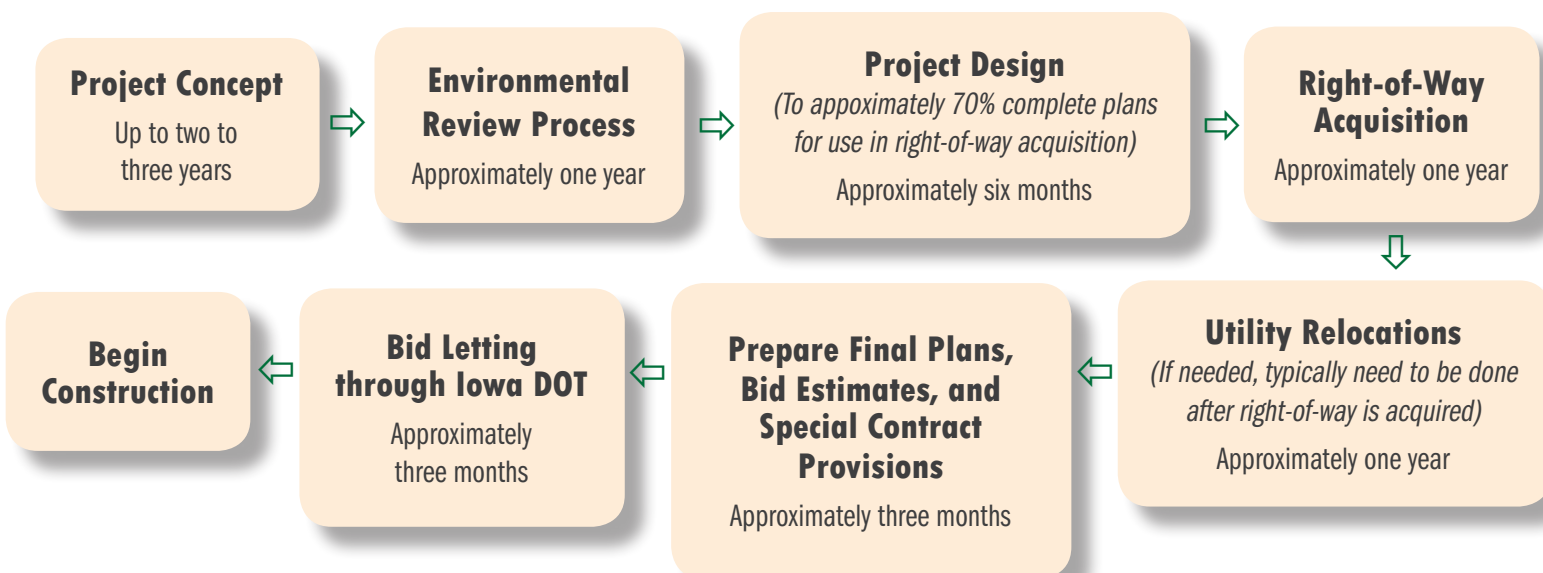 Project Concept
Up to two to
three years
Environmental
Review Process
Approximately one year
Project Design
(To appoximately 70% complete plans
for use in right-of-way acquisition)
Approximately six months
Right-of-Way
Acquisition
Approximately one year
Utility Relocations
(If needed, typically need to be done
after right-of-way is acquired)
Approximately one year
Prepare Final Plans,
Bid Estimates, and
Special Contract
Provisions
Approximately three months
Bid Letting
through Iowa DOT
Approximately
three months
Begin
Construction